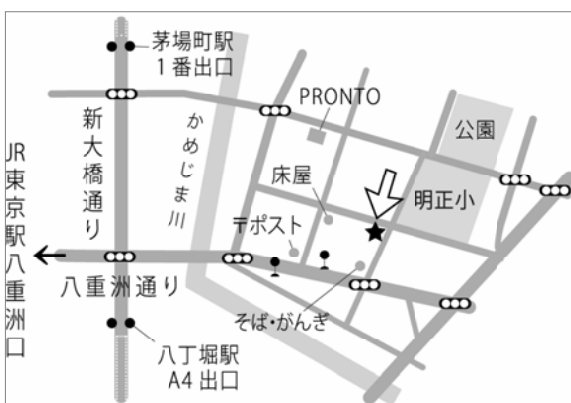 茅場町駅
1番出口
PRONTO
公園
新大橋通り
かめじま川
床屋
明正小
JR東京駅八重洲口
〒ポスト
八重洲通り
そば・がんぎ
八丁堀駅
A4出口